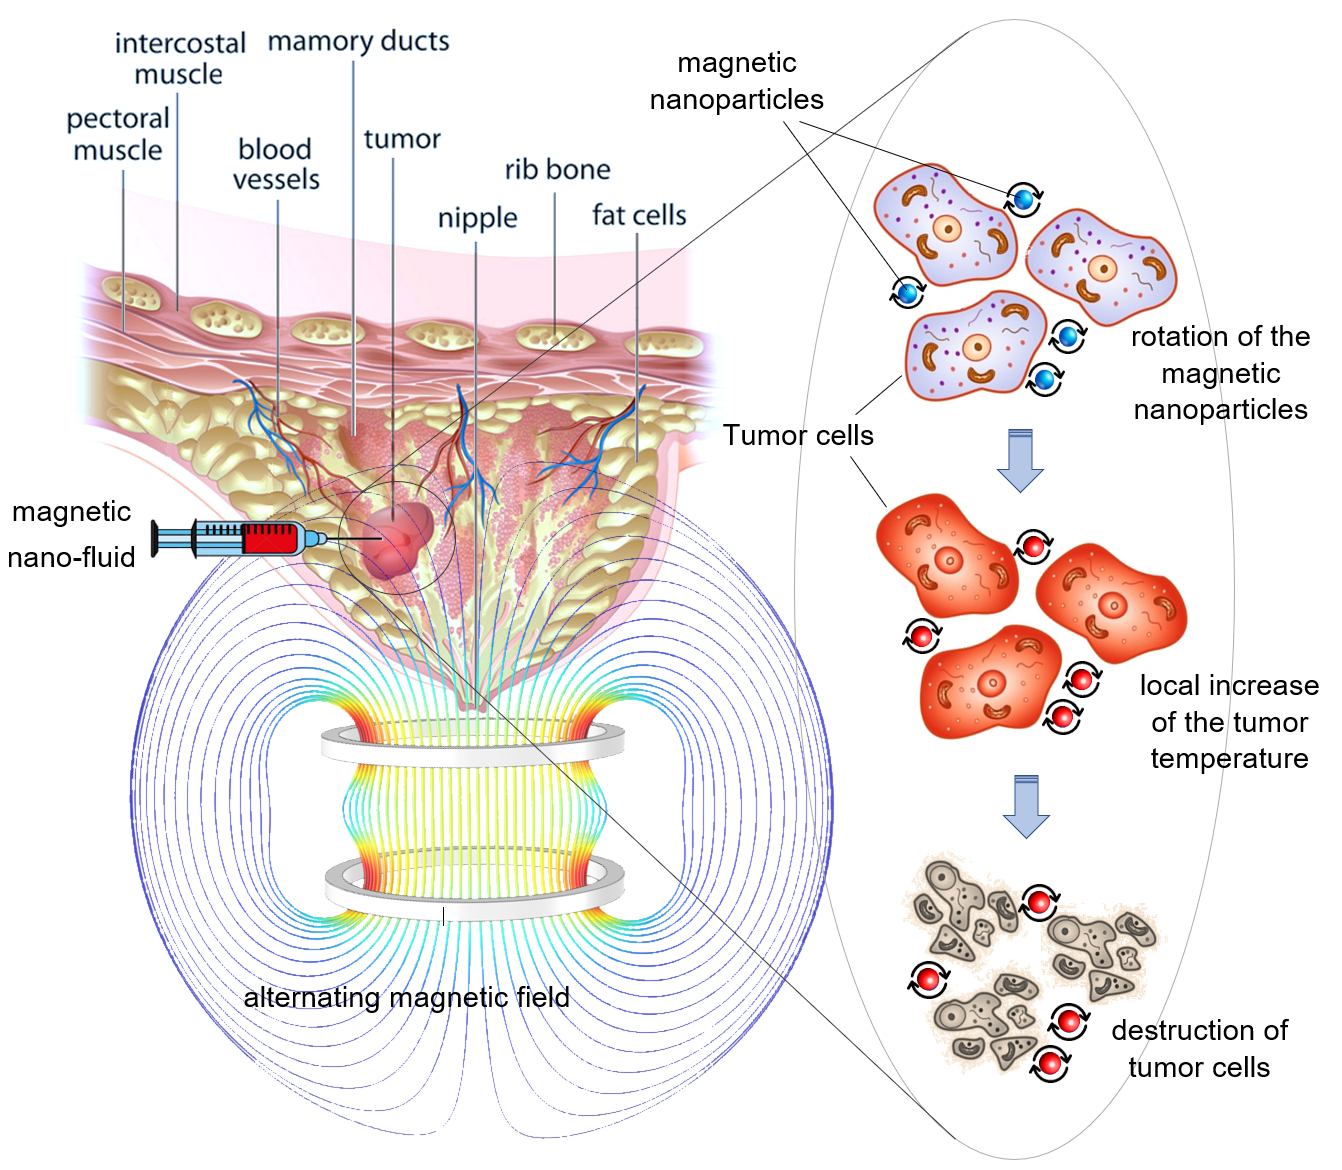 intercostal
muscle
mamory ducts
pectoral
muscle
blood
vessels
tumor
nipple
rib bone
fat cells
magnetic
nanoparticles
rotation of the
magnetic
nanoparticles
Tumor cells
magnetic
nano-fluid
local increase
of the tumor
temperature
alternating magnetic field
destruction of
tumor cells